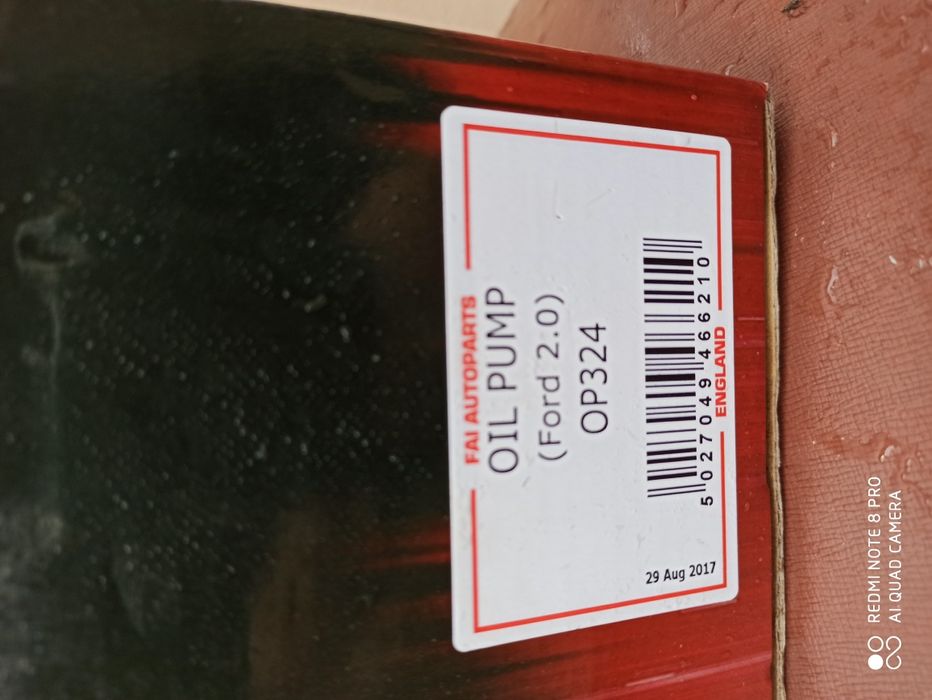 FAI AUTOPARTS
OIL PUMP
(Ford 2.0)
OP324
5 027049 466210
29 Aug 2017
ENGLAND
REDMI NOTE 8 PRO
AI QUAD CAMERA